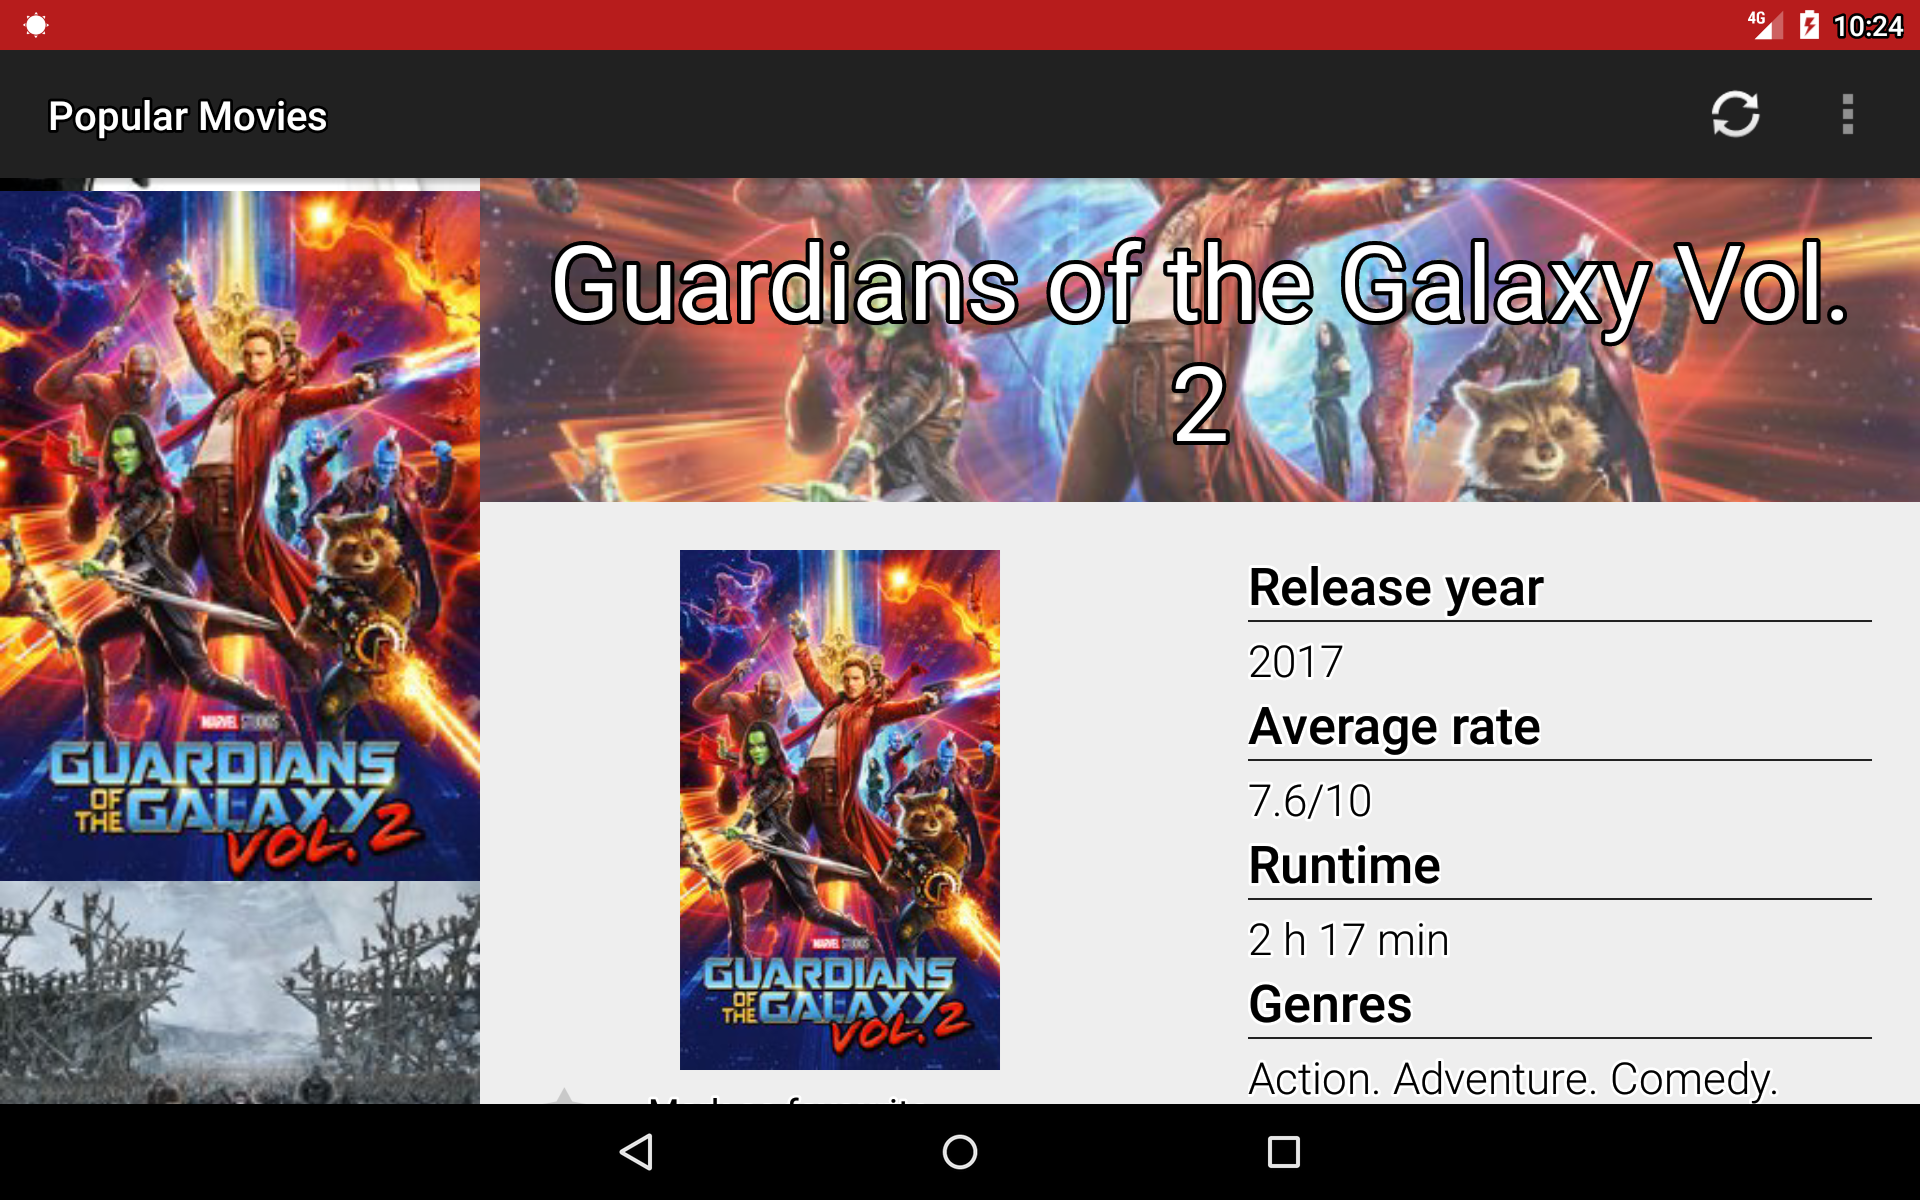 4G 10:24
Popular Movies
Guardians of the Galaxy Vol.
2
MARVEL STUDIOS
GUARDIANS
OF THE GALAXY
VOL. 2
MARVEL STUDIOS
GUARDIANS
OF THE GALAXY
VOL. 2
Release year
2017
Average rate
7.6/10
Runtime
2 h 17 min
Genres
Action. Adventure. Comedy.